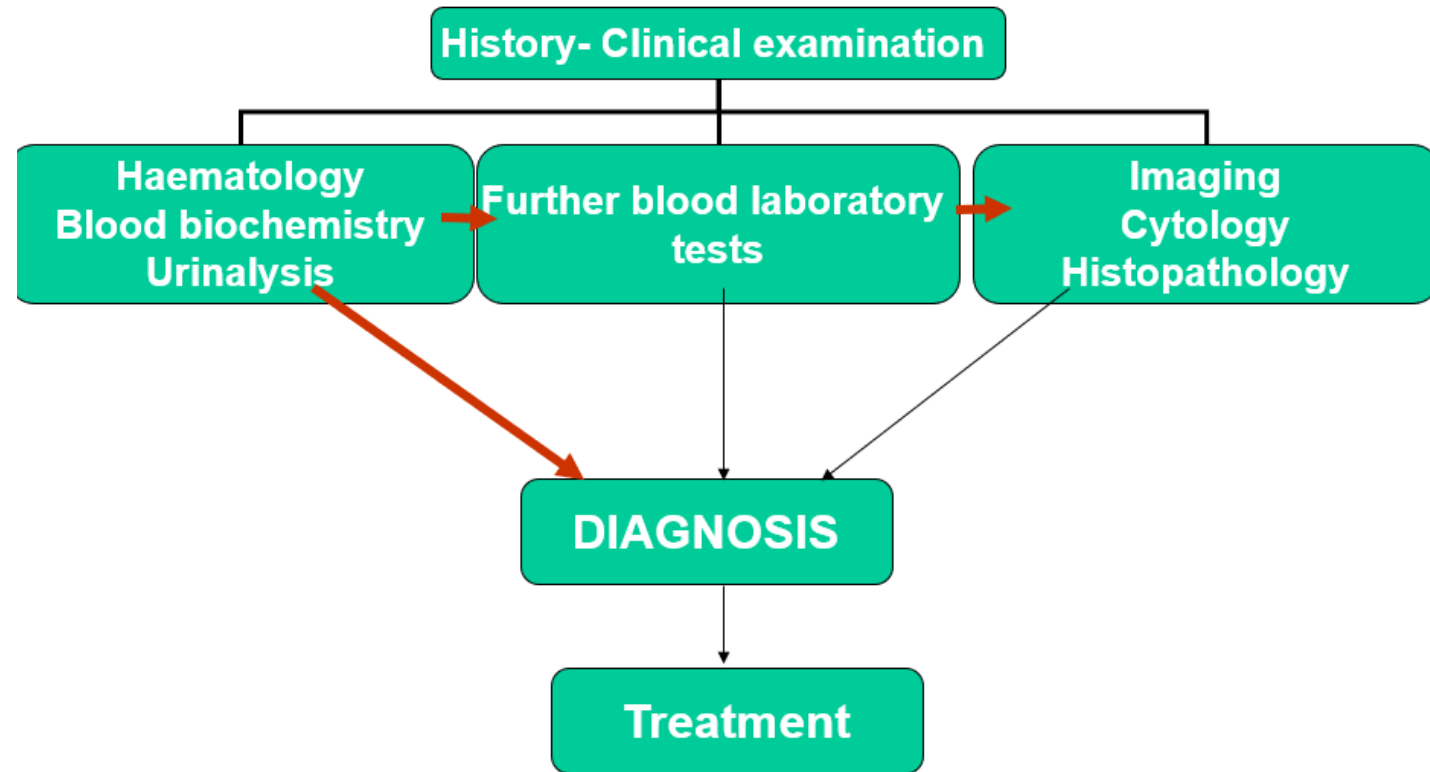 History- Clinical examination
Haematology
Blood biochemistry
Urinalysis
Further blood laboratory
tests
Imaging
Cytology
Histopathology
DIAGNOSIS
Treatment